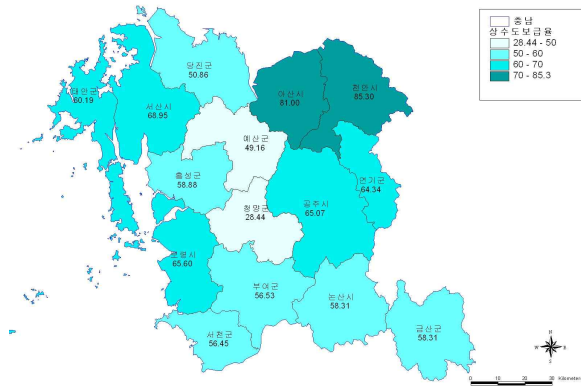 충남
상수도보급율
28.44 - 50
50 - 60
60 - 70
70 - 85.3
당진군
50.86
태안군
60.19
서산시
68.95
아산시
81.00
천안시
85.30
예산군
49.16
홍성군
58.88
연기군
64.34
청양군
28.44
공주시
65.07
보령시
65.60
부여군
56.53
논산시
58.31
서천군
56.45
금산군
58.31
N
W E
S
10 0 10 20 30 Kilometers